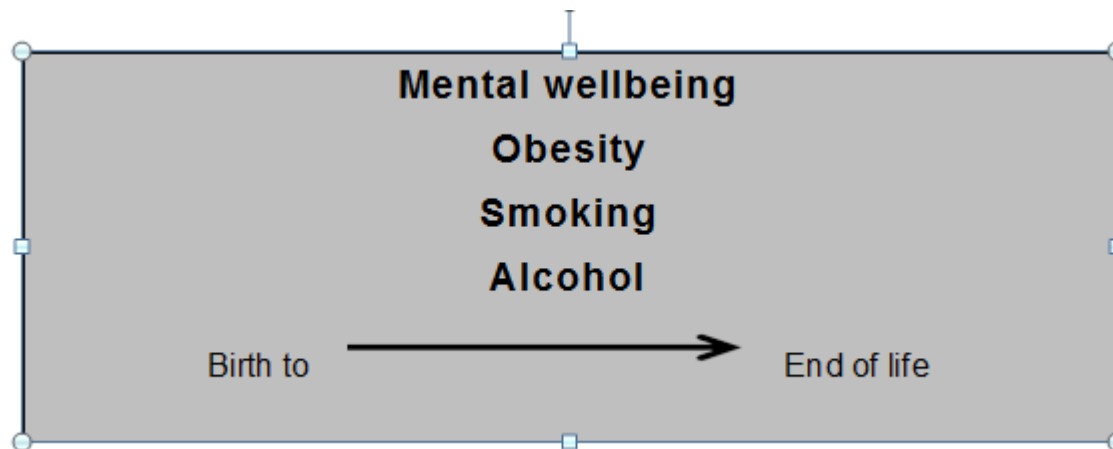 Mental wellbeing
Obesity
Smoking
Alcohol
Birth to End of life